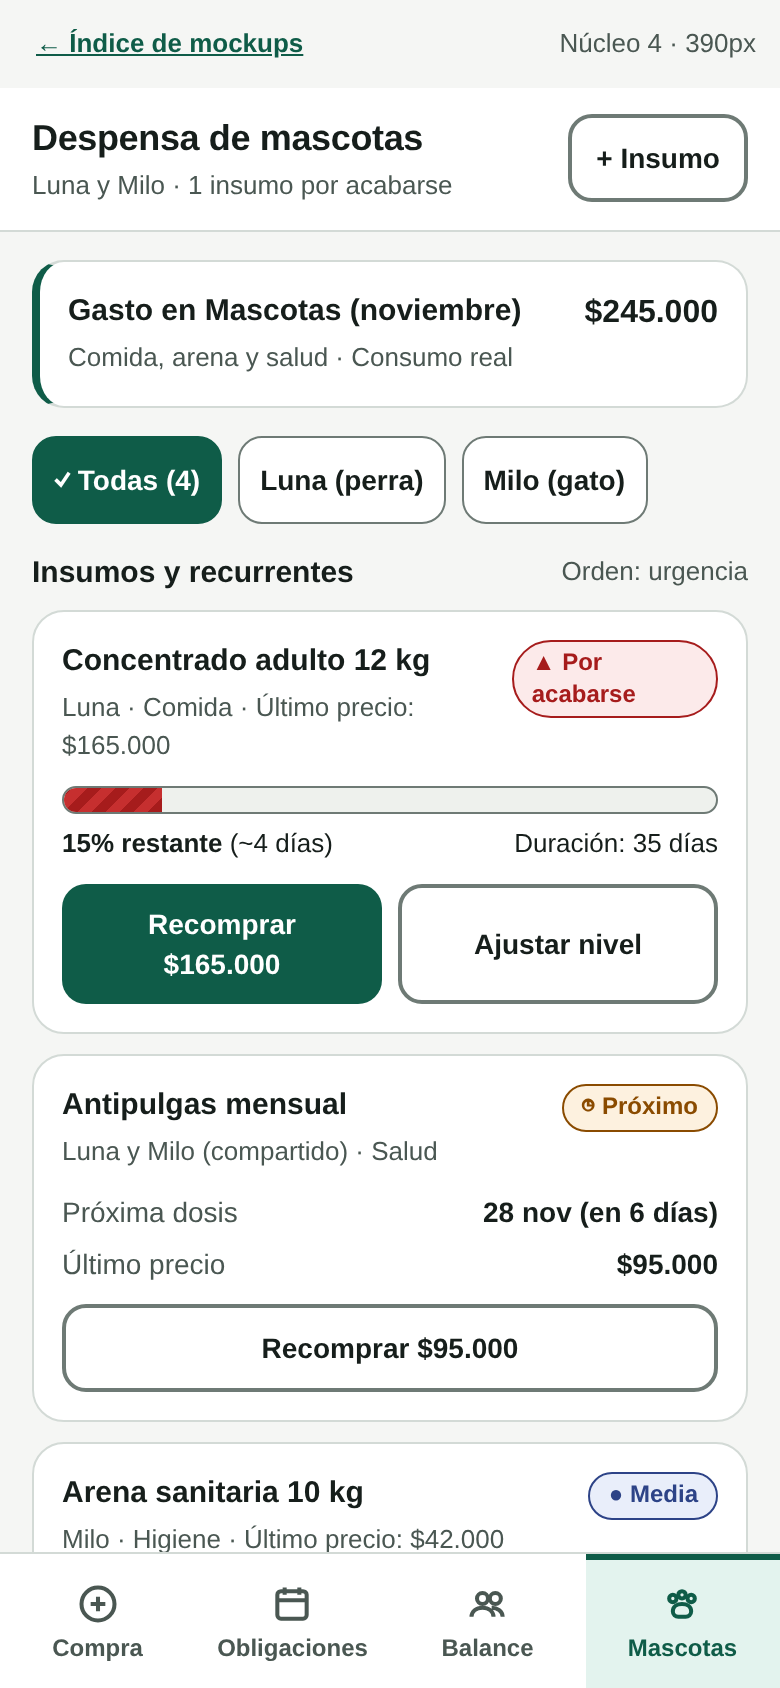 ← Índice de mockups
Núcleo 4 · 390px
Despensa de mascotas
Luna y Milo · 1 insumo por acabarse
+ Insumo
Gasto en Mascotas (noviembre)
$245.000
Comida, arena y salud · Consumo real
✓ Todas (4)
Luna (perra)
Milo (gato)
Insumos y recurrentes
Orden: urgencia
Concentrado adulto 12 kg
▲ Por
acabarse
Luna · Comida · Último precio:
$165.000
15% restante (~4 días)
Duración: 35 días
Recomprar
$165.000
Ajustar nivel
Antipulgas mensual
Próximo
Luna y Milo (compartido) · Salud
Próxima dosis
28 nov (en 6 días)
Último precio
$95.000
Recomprar $95.000
Arena sanitaria 10 kg
● Media
Milo · Higiene · Último precio: $42.000
Compra
Obligaciones
Balance
Mascotas